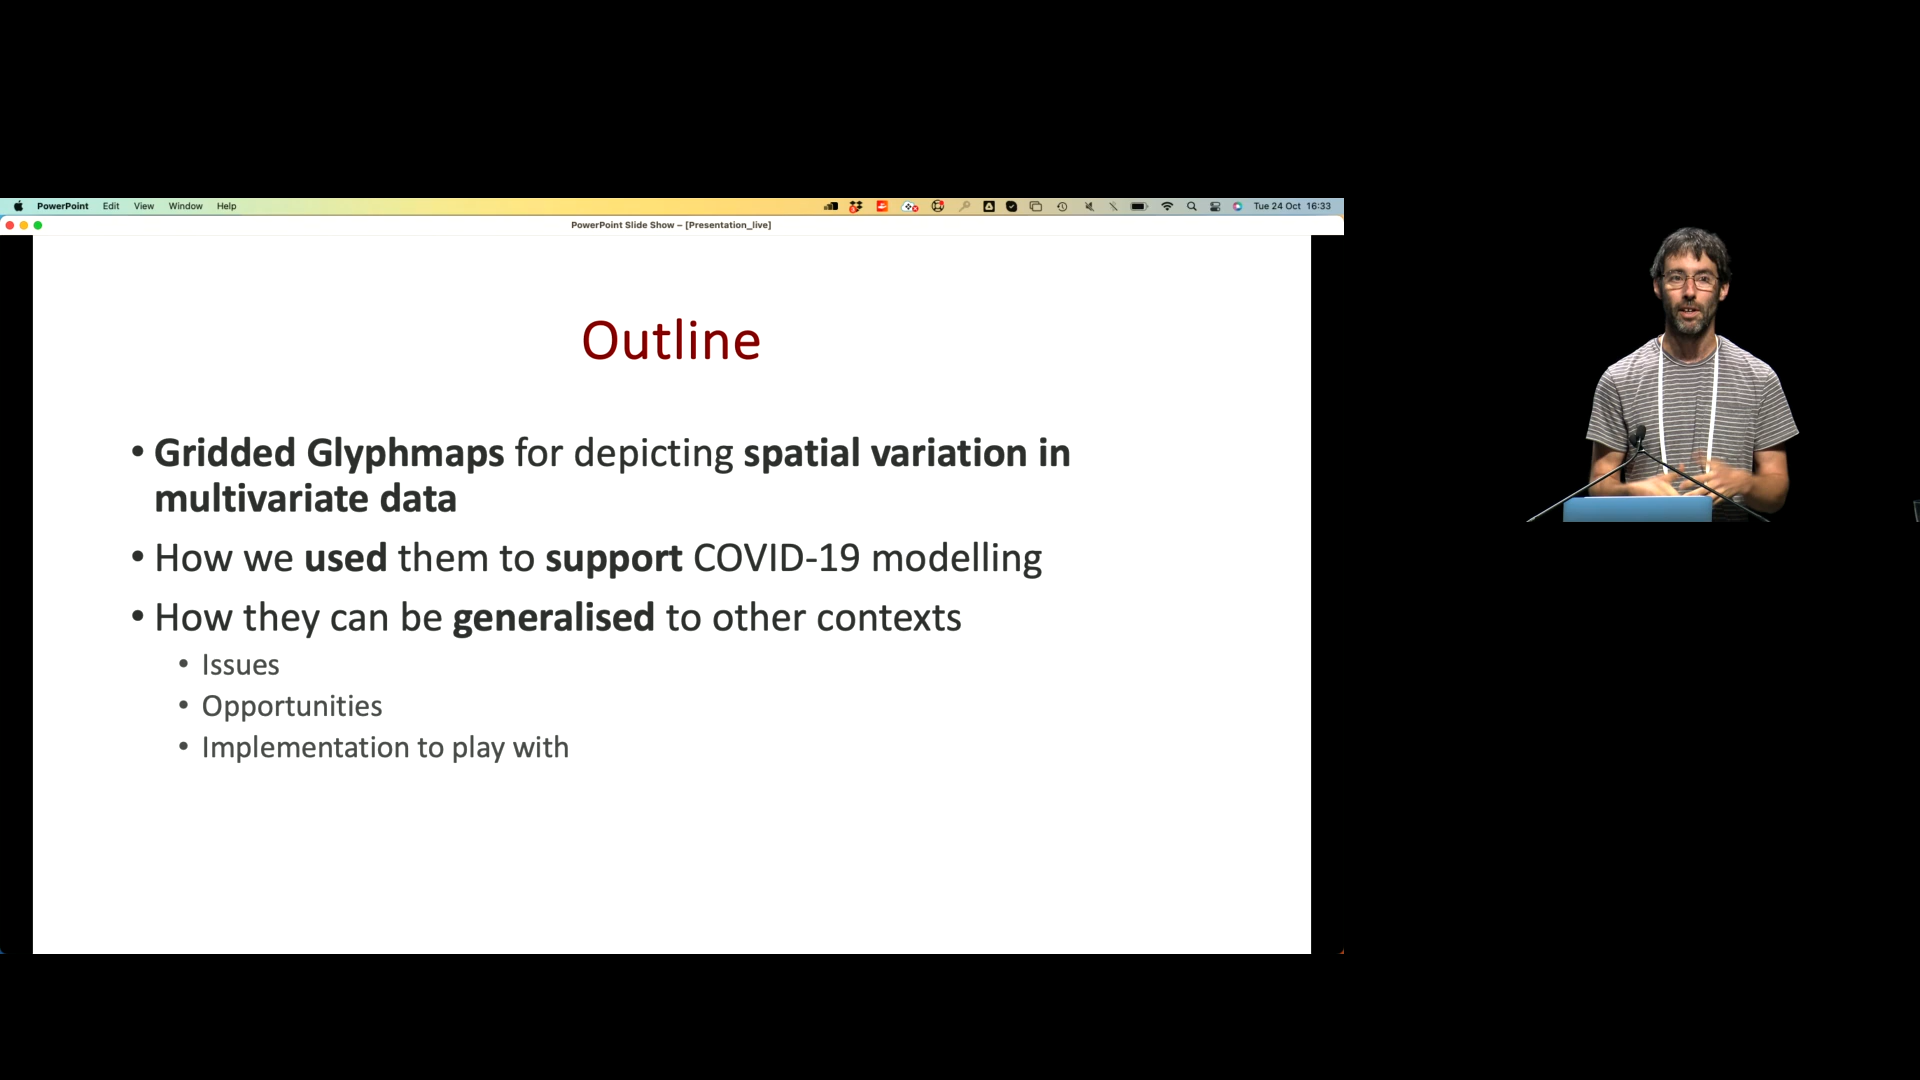 PowerPoint Edit View Window Help Tue 24 Oct 16:33
PowerPoint Slide Show – [Presentation_live]
Outline
• Gridded Glyphmaps for depicting spatial variation in
multivariate data
• How we used them to support COVID-19 modelling
• How they can be generalised to other contexts
• Issues
• Opportunities
• Implementation to play with